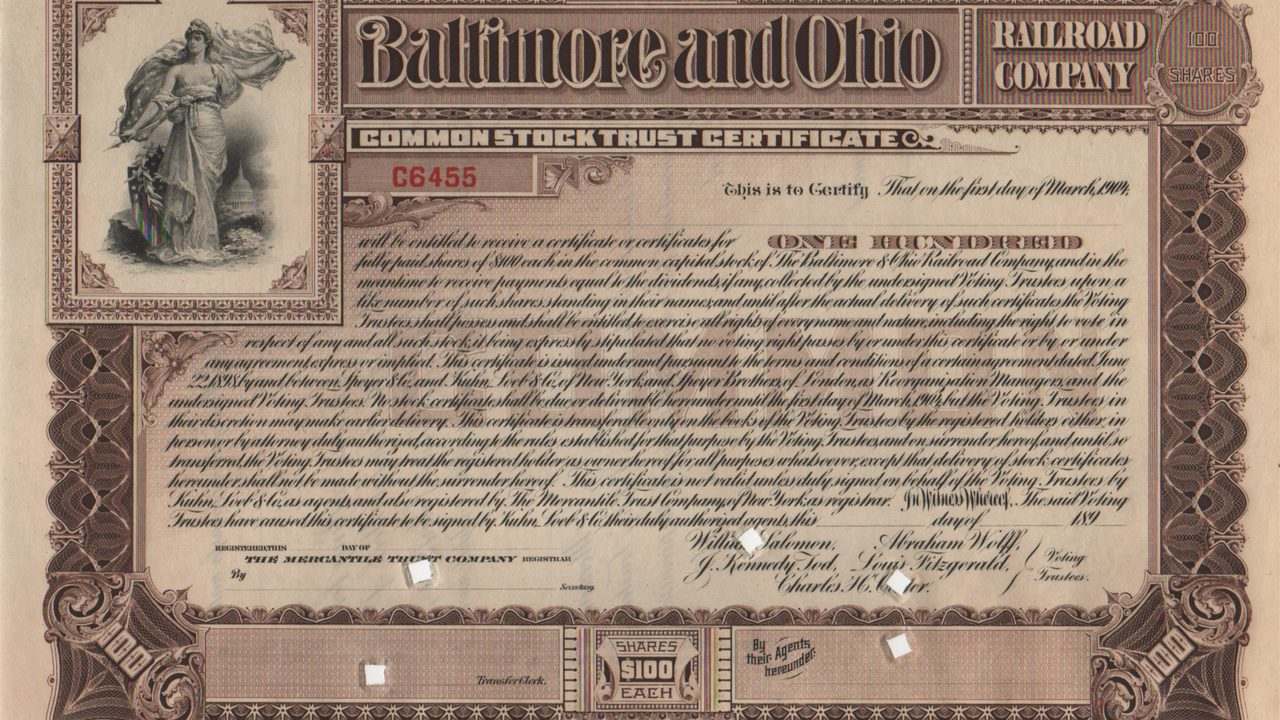 Baltimore and Ohio
RAILROAD
COMPANY
100
SHARES
COMMON STOCK TRUST CERTIFICATE
C6455
This is to Certify That on the first day of March, 1904,
will be entitled to receive a certificate or certificates for ONE HUNDRED
fully paid shares of $100 each in the common capital stock of The Baltimore & Ohio Railroad Company, and in the
meantime to receive payments equal to the dividends, if any, collected by the undersigned Voting Trustees upon a
like number of such shares standing in their names, and until after the actual delivery of such certificates the Voting
Trustees shall possess and shall be entitled to exercise all rights of every name and nature, including the right to vote in
respect of any and all such stock, it being expressly stipulated that no voting right passes by or under this certificate or by or under
any agreement, express or implied. This certificate is issued under and pursuant to the terms and conditions of a certain agreement dated June
22, 1898, by and between Speyer & Co. and Kuhn, Loeb & Co. of New York and Speyer Brothers, of London, as Reorganization Managers, and the
undersigned Voting Trustees. No stock certificate shall be due or deliverable hereunder until the first day of March, 1904, but the Voting Trustees in
their discretion may make earlier delivery. This certificate is transferable only on the books of the Voting Trustees by the registered holders either in
person or by attorney duly authorized, according to the rules established for that purpose by the Voting Trustees, and on surrender hereof, and until so
transferred, the Voting Trustees may treat the registered holder as owner hereof for all purposes whatsoever, except that delivery of stock certificates
hereunder shall not be made without the surrender hereof. This certificate is not valid unless duly signed on behalf of the Voting Trustees by
Kuhn, Loeb & Co. as agents, and also registered by The Mercantile Trust Company, of New York, as registrar. In Witness Whereof, The said Voting
Trustees have caused this certificate to be signed by Kuhn, Loeb & Co. their duly authorized agents this day of 189
REGISTERED THIS DAY OF
THE MERCANTILE TRUST COMPANY REGISTRAR
By Secretary
William Salomon, Abraham Wolff,
J. Kennedy Tod, Louis Fitzgerald,
Charles H.
Voting
Trustees.
Transfer Clerk.
SHARES
$100
EACH
By
their Agents
hereunder.
100
100